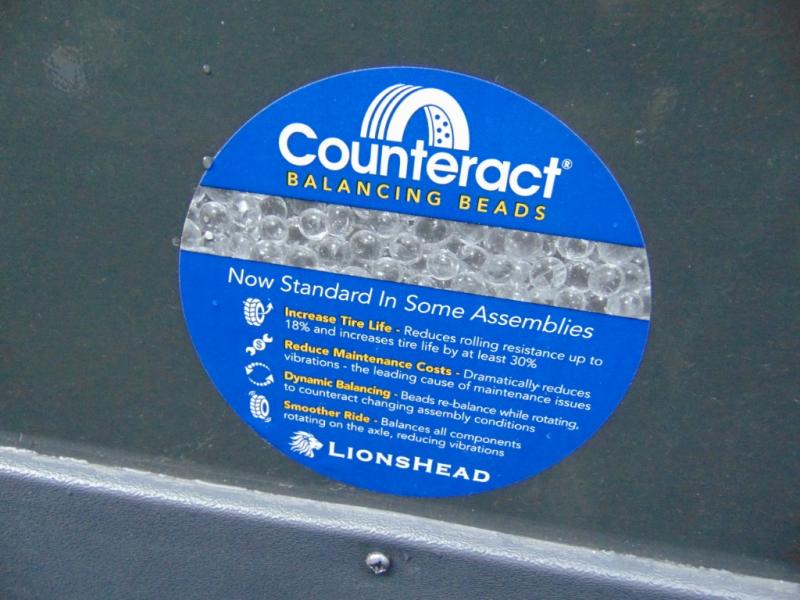 Counteract®
BALANCING BEADS
Now Standard In Some Assemblies
Increase Tire Life - Reduces rolling resistance up to
18% and increases tire life by at least 30%
Reduce Maintenance Costs - Dramatically reduces
vibrations - the leading cause of maintenance issues
Dynamic Balancing - Beads re-balance while rotating,
to counteract changing assembly conditions
Smoother Ride - Balances all components
rotating on the axle, reducing vibrations
LIONSHEAD